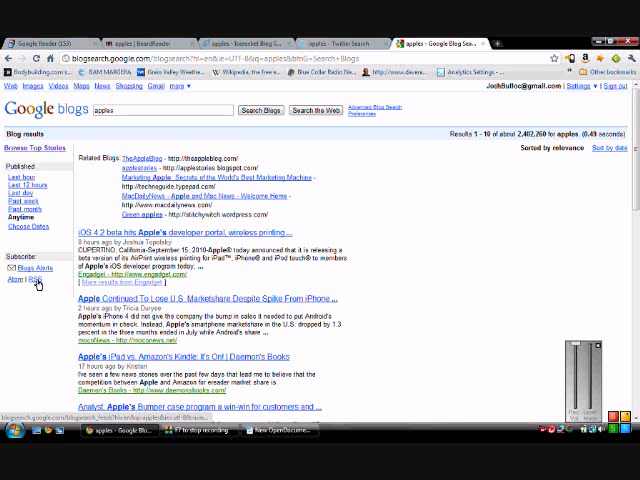 Google Reader (153)
apples | BoardReader
apples - Icerocket Blog S...
apples - Twitter Search
apples - Google Blog Sea...
blogsearch.google.com/blogsearch?hl=en&ie=UTF-8&q=apples&btnG=Search+Blogs
Bodybuilding.com's...
BAM MARGERA
Grain Valley Weathe...
Wikipedia, the free e...
Blue Collar Radio Ne...
http://www.davera...
Analytics Settings - ...
Other bookmarks
Web Images Videos Maps News Shopping Gmail more ▾
JoshBulloc@gmail.com | Settings ▾ | Sign out
Google blogs
apples
Search Blogs
Search the Web
Advanced Blog Search
Preferences
Blog results
Results 1 - 10 of about 2,402,260 for apples. (0.49 seconds)
Browse Top Stories
Sorted by relevance Sort by date
Published
Last hour
Last 12 hours
Last day
Past week
Past month
Anytime
Choose Dates
Subscribe:
Blogs Alerts
Atom | RSS
Related Blogs: TheAppleBlog - http://theappleblog.com/
applestories - http://applestories.blogspot.com/
Marketing Apple: Secrets of the World's Best Marketing Machine
- http://technguide.typepad.com/
MacDailyNews - Apple and Mac News - Welcome Home -
http://www.macdailynews.com/
Green apples - http://stitchywitch.wordpress.com/
iOS 4.2 beta hits Apple's developer portal, wireless printing ...
8 hours ago by Joshua Topolsky
CUPERTINO, California-September 15, 2010-Apple® today announced that it is releasing a
beta version of its AirPrint wireless printing for iPad™, iPhone® and iPod touch® to members
of Apple's iOS developer program today, ...
Engadget - http://www.engadget.com/
[ More results from Engadget ]
Apple Continued To Lose U.S. Marketshare Despite Spike From iPhone ...
2 hours ago by Tricia Duryee
Apple's iPhone 4 did not give the company the bump in sales it needed to put Android's
momentum in check. Instead, Apple's smartphone marketshare in the U.S. dropped by 1.3
percent in the three months ended in July while Android's share ...
mocoNews - http://moconews.net/
Apple's iPad vs. Amazon's Kindle: It's On! | Daemon's Books
17 hours ago by Kristen
I've seen a few news stories over the past few days that lead me to believe that the
competition between Apple and Amazon for ereader market share is.
Daemon's Books - http://www.daemonsbooks.com/
Analyst: Apple's Bumper case program a win-win for customers and ...
apples - Google Blo...
F7 to stop recording
New OpenDocume...